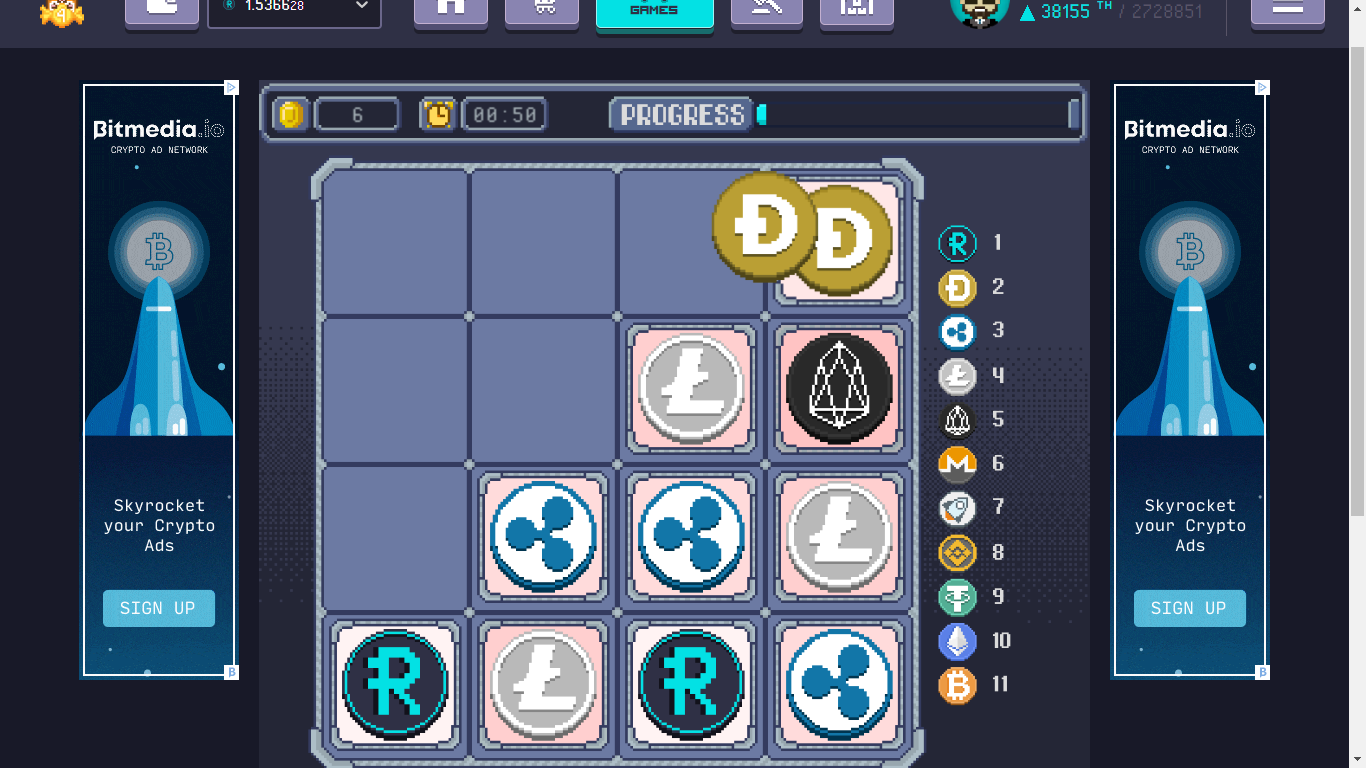 1.536628
GAMES
38155 TH / 2728851
Bitmedia.io
CRYPTO AD NETWORK
Skyrocket
your Crypto
Ads
SIGN UP
6
00:50
PROGRESS
1
2
3
4
5
6
7
8
9
10
11
Bitmedia.io
CRYPTO AD NETWORK
Skyrocket
your Crypto
Ads
SIGN UP